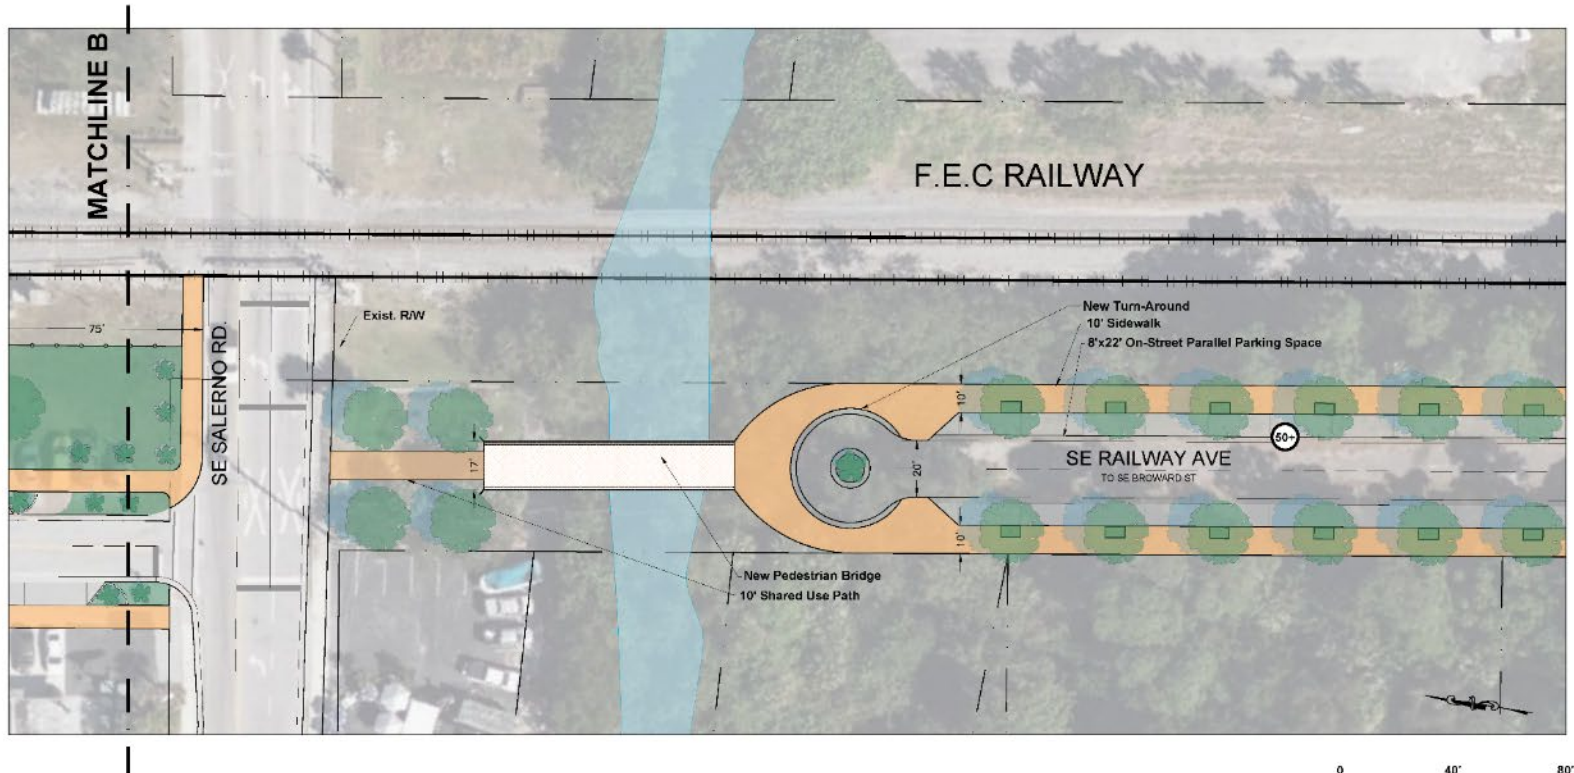 MATCHLINE B
F.E.C RAILWAY
75'
SE SALERNO RD.
Exist. R/W
New Turn-Around
10' Sidewalk
8'x22' On-Street Parallel Parking Space
10'
50+
17'
20'
SE RAILWAY AVE
TO SE BROWARD ST
10'
New Pedestrian Bridge
10' Shared Use Path
0 40' 80'